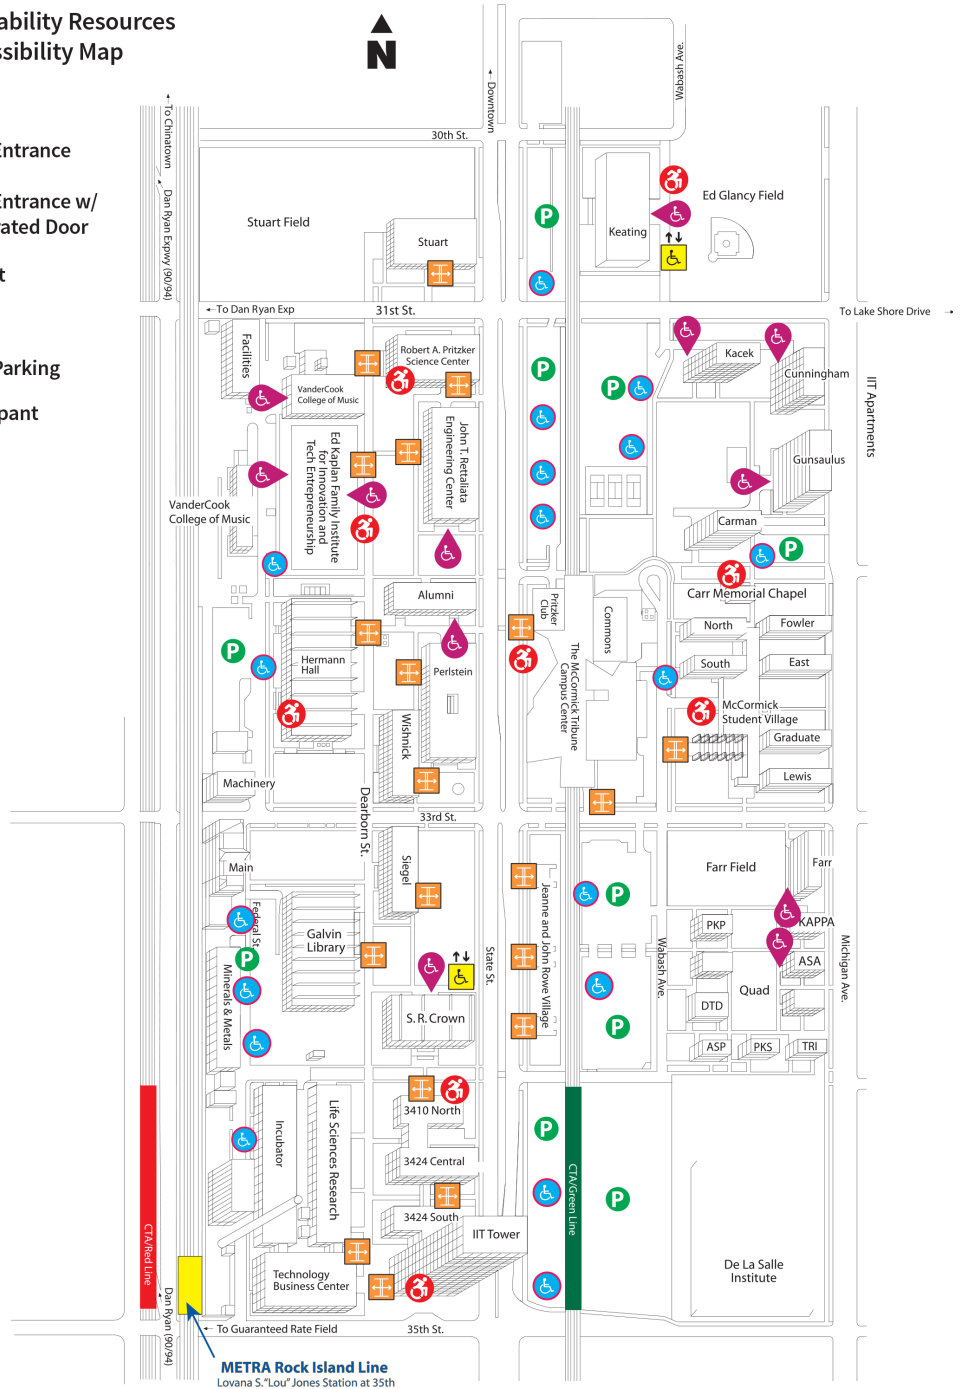 ability Resources
ssibility Map
N
Entrance
Entrance w/
rated Door
t
Parking
pant
←To Chinatown
Dan Ryan Expwy (90/94)
←Downtown
Wabash Ave.
30th St.
Stuart Field
Stuart
P
Keating
Ed Glancy Field
←To Dan Ryan Exp
31st St.
To Lake Shore Drive →
Facilities
VanderCook
College of Music
Robert A. Pritzker
Science Center
P
P
Kacek
Cunningham
IIT Apartments
Ed Kaplan Family Institute
for Innovation and
Tech Entrepreneurship
John T. Rettaliata
Engineering Center
Gunsaulus
VanderCook
College of Music
Carman
P
Alumni
Pritzker
Club
Commons
Carr Memorial Chapel
North
Fowler
P
Hermann
Hall
Perlstein
The McCormick Tribune
Campus Center
South
East
McCormick
Student Village
Wishnick
Graduate
Lewis
Machinery
Dearborn St.
33rd St.
Main
Siegel
Farr Field
Farr
Federal St.
Jeanne and John Rowe Village
P
PKP
KAPPA
Galvin
Library
State St.
Wabash Ave.
Michigan Ave.
P
Minerals & Metals
ASA
Quad
DTD
S. R. Crown
P
ASP
PKS
TRI
Incubator
Life Sciences Research
3410 North
P
3424 Central
CTA/Green Line
P
3424 South
IIT Tower
CTA/Red Line
Technology
Business Center
De La Salle
Institute
Dan Ryan (90/94)
←To Guaranteed Rate Field
35th St.
METRA Rock Island Line
Lovana S. "Lou" Jones Station at 35th